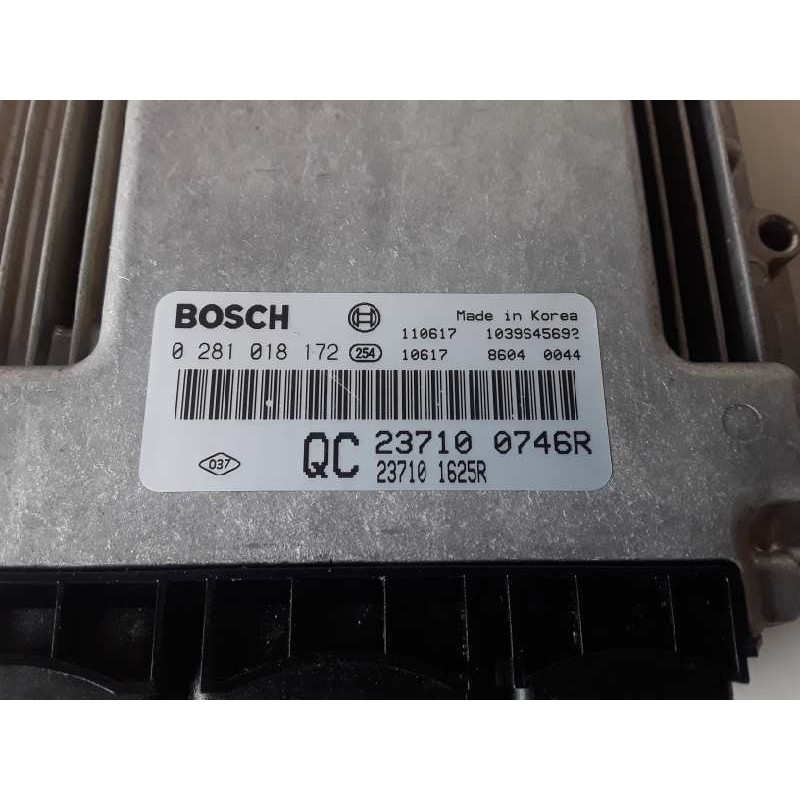 BOSCH Made in Korea
110617 1039S45692
0 281 018 172 254 10617 8604 0044
037 QC 23710 0746R
23710 1625R